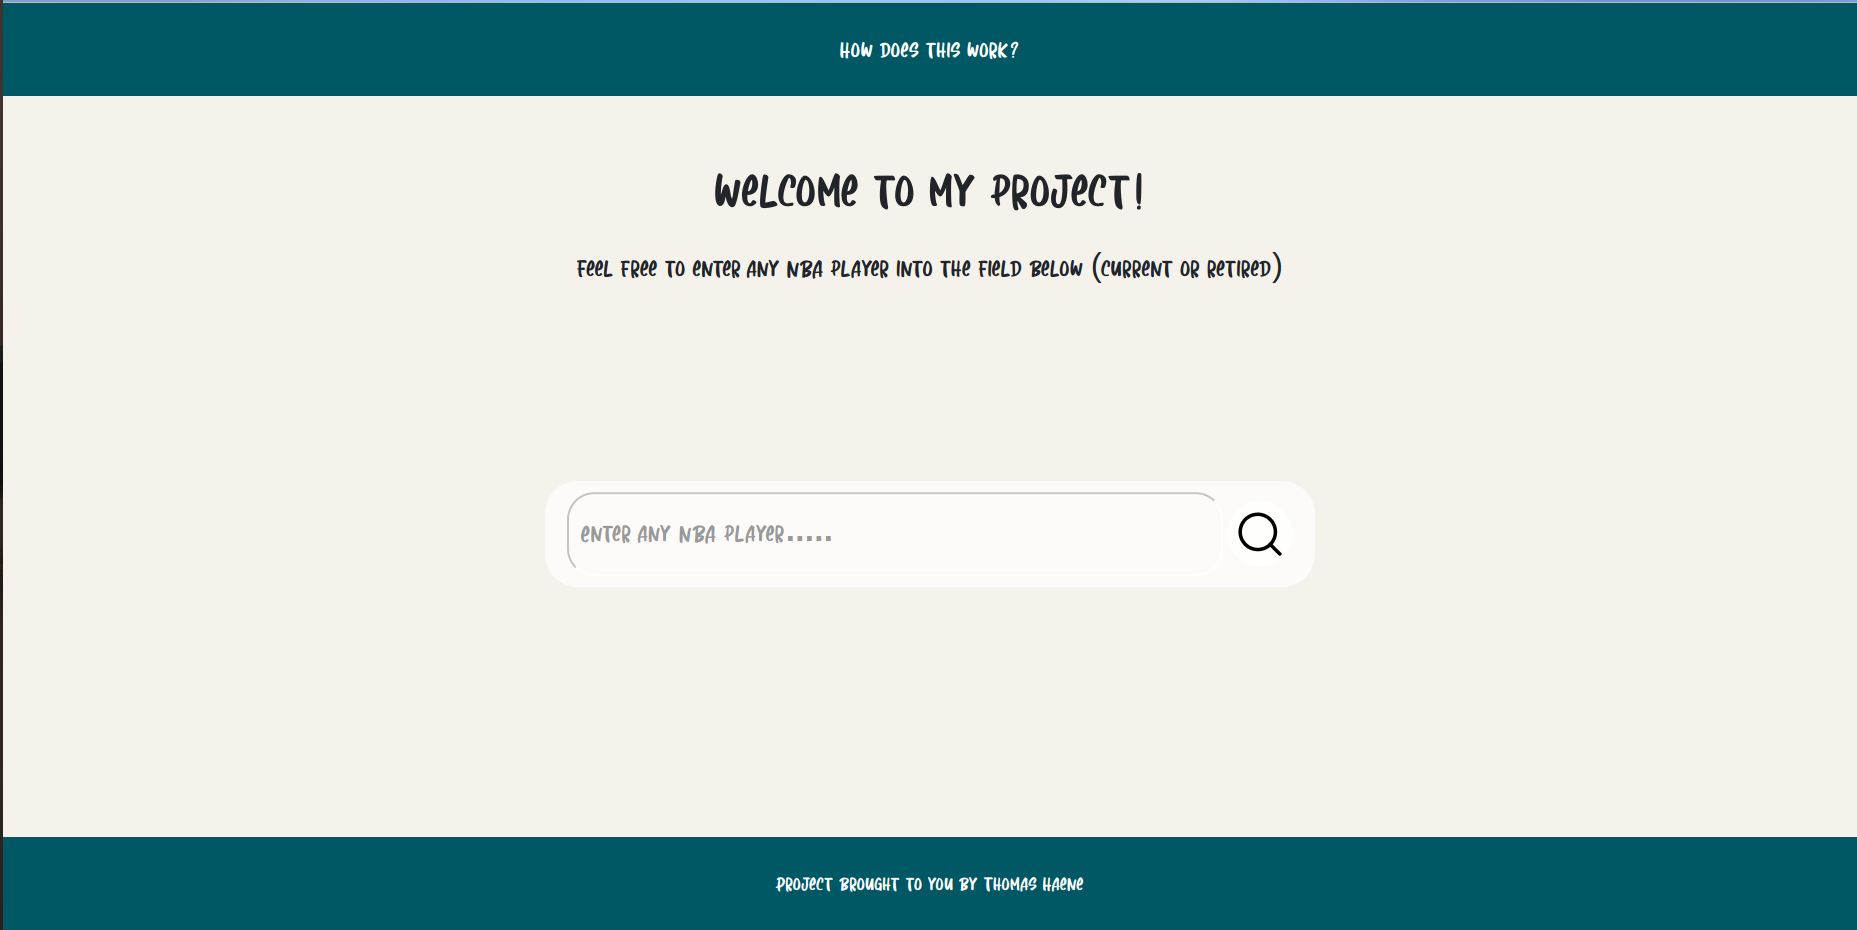 HOW DOES THIS WORK?
WELCOME TO MY PROJECT!
FEEL FREE TO ENTER ANY NBA PLAYER INTO THE FIELD BELOW (CURRENT OR RETIRED)
ENTER ANY NBA PLAYER.....
PROJECT BROUGHT TO YOU BY THOMAS HAENE